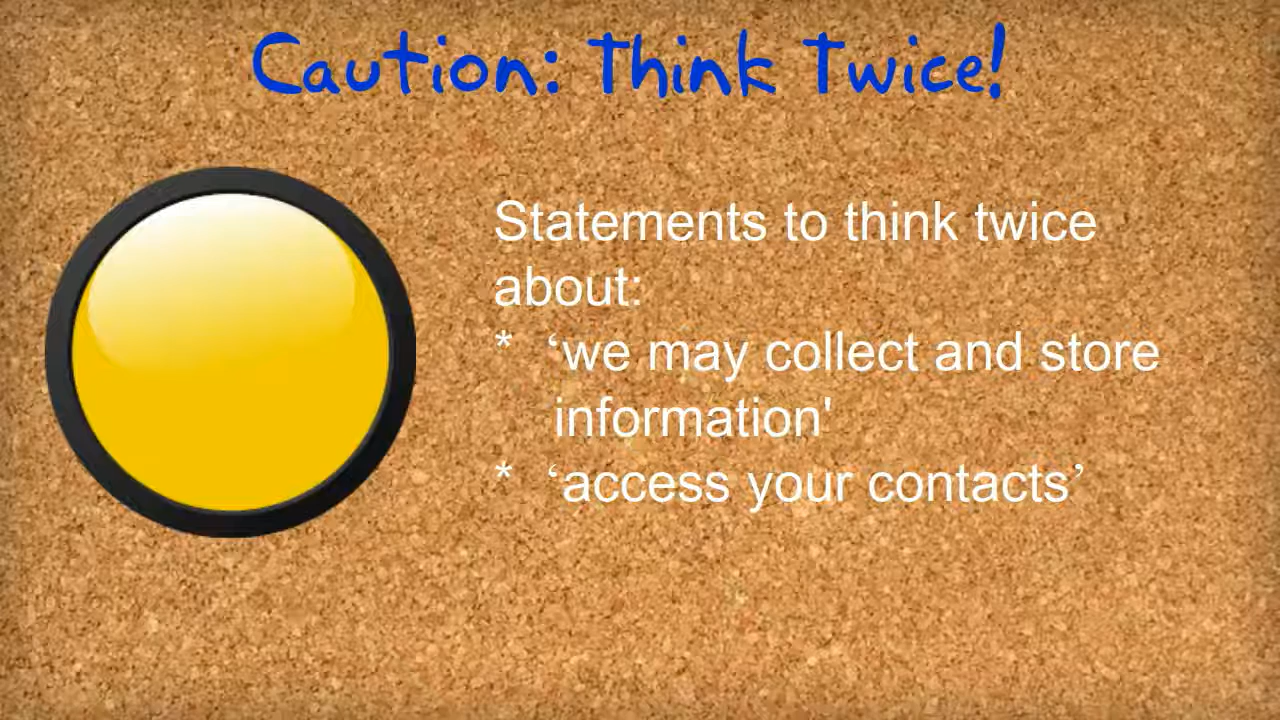 Caution: Think Twice!
Statements to think twice
about:
* ‘we may collect and store
information'
* ‘access your contacts’